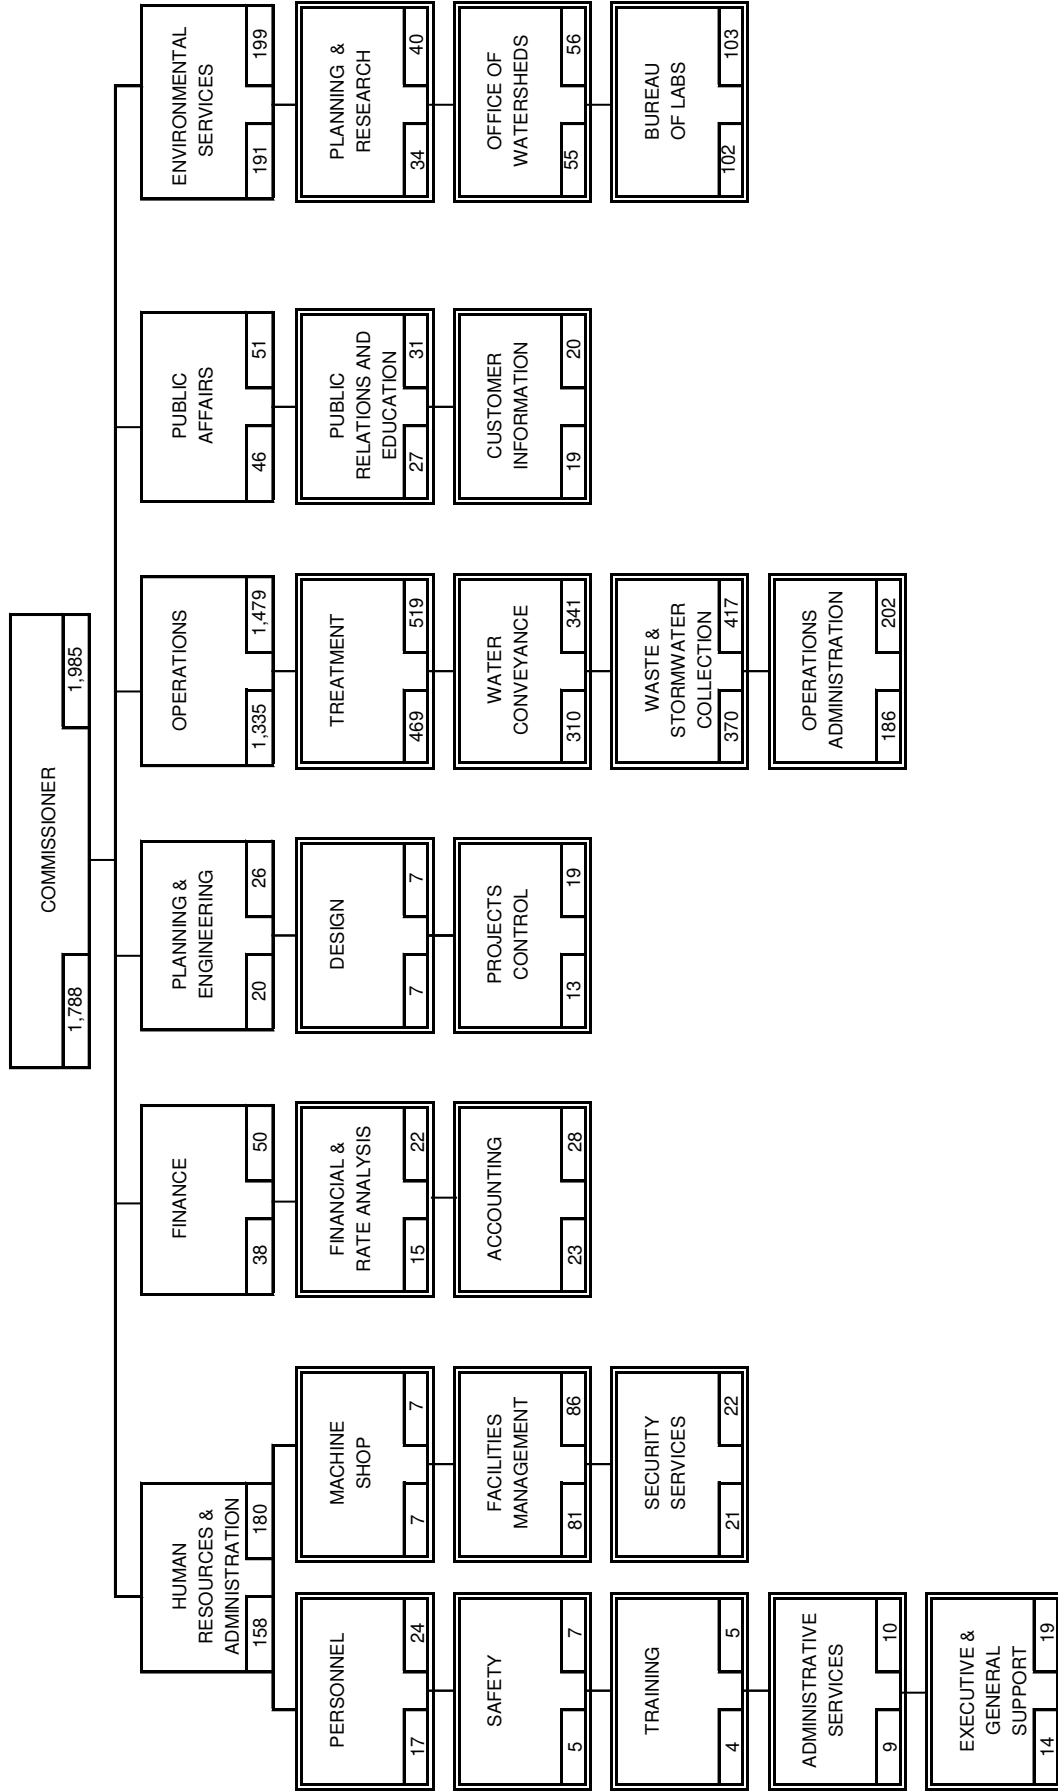 COMMISSIONER
1,788
1,985
HUMAN
RESOURCES &
ADMINISTRATION
158
180
FINANCE
38
50
PLANNING &
ENGINEERING
20
26
OPERATIONS
1,335
1,479
PUBLIC
AFFAIRS
46
51
ENVIRONMENTAL
SERVICES
191
199
PERSONNEL
17
24
MACHINE
SHOP
7
7
FINANCIAL &
RATE ANALYSIS
15
22
DESIGN
7
7
TREATMENT
469
519
PUBLIC
RELATIONS AND
EDUCATION
27
31
PLANNING &
RESEARCH
34
40
SAFETY
5
7
FACILITIES
MANAGEMENT
81
86
ACCOUNTING
23
28
PROJECTS
CONTROL
13
19
WATER
CONVEYANCE
310
341
CUSTOMER
INFORMATION
19
20
OFFICE OF
WATERSHEDS
55
56
TRAINING
4
5
SECURITY
SERVICES
21
22
WASTE &
STORMWATER
COLLECTION
370
417
BUREAU
OF LABS
102
103
ADMINISTRATIVE
SERVICES
9
10
OPERATIONS
ADMINISTRATION
186
202
EXECUTIVE &
GENERAL
SUPPORT
14
19